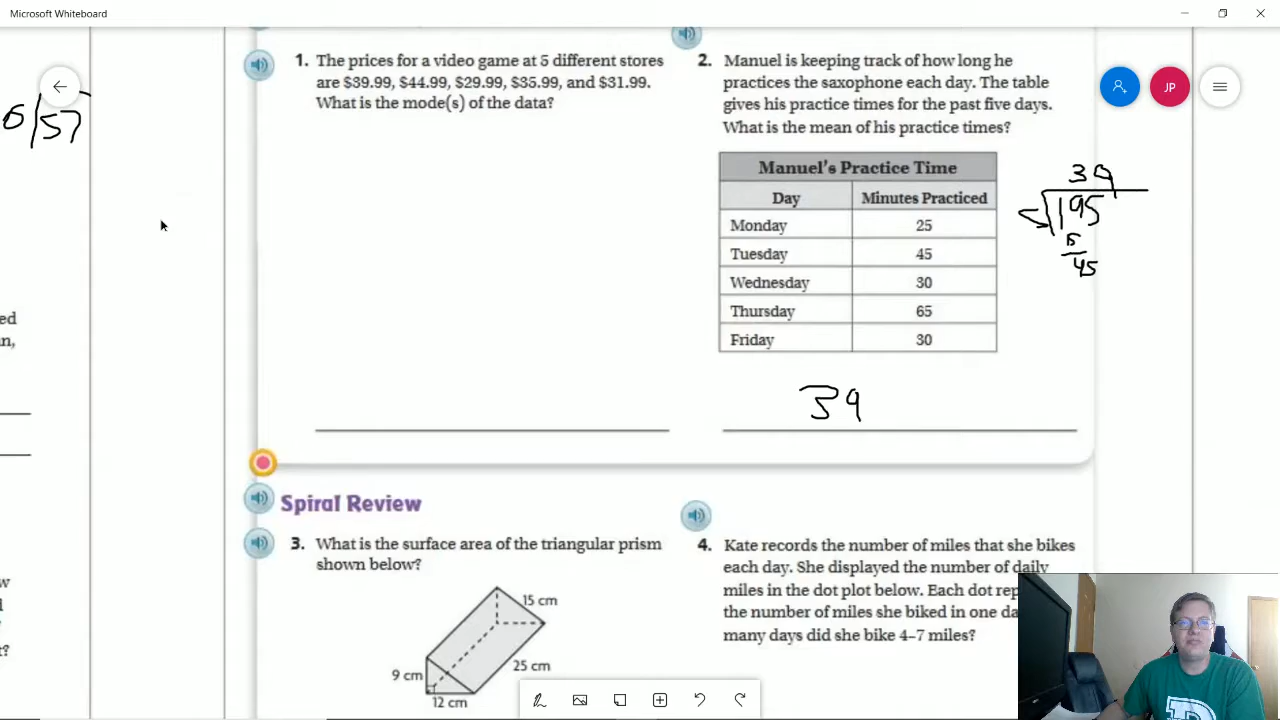 Microsoft Whiteboard
JP
57
1. The prices for a video game at 5 different stores
are $39.99, $44.99, $29.99, $35.99, and $31.99.
What is the mode(s) of the data?
2. Manuel is keeping track of how long he
practices the saxophone each day. The table
gives his practice times for the past five days.
What is the mean of his practice times?
Manuel's Practice Time
Day Minutes Practiced
Monday 25
Tuesday 45
Wednesday 30
Thursday 65
Friday 30
39
195
45
39
ed
n,
w
d
t?
Spiral Review
3. What is the surface area of the triangular prism
shown below?
15 cm
25 cm
9 cm
12 cm
4. Kate records the number of miles that she bikes
each day. She displayed the number of daily
miles in the dot plot below. Each dot rep
the number of miles she biked in one da
many days did she bike 4–7 miles?